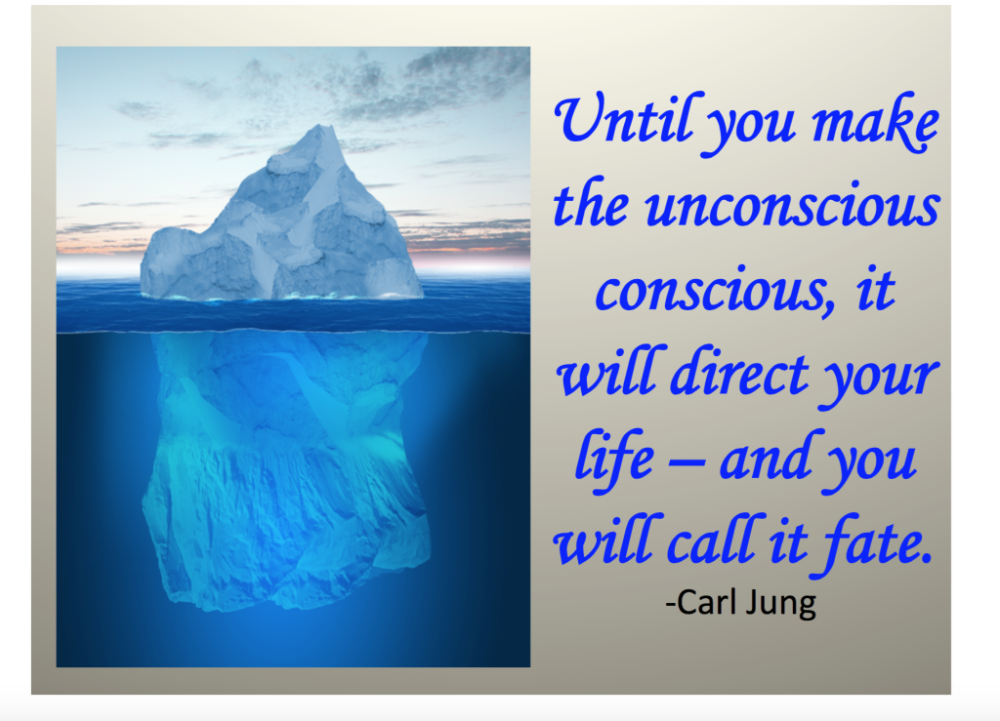 Until you make
the unconscious
conscious, it
will direct your
life – and you
will call it fate.
-Carl Jung